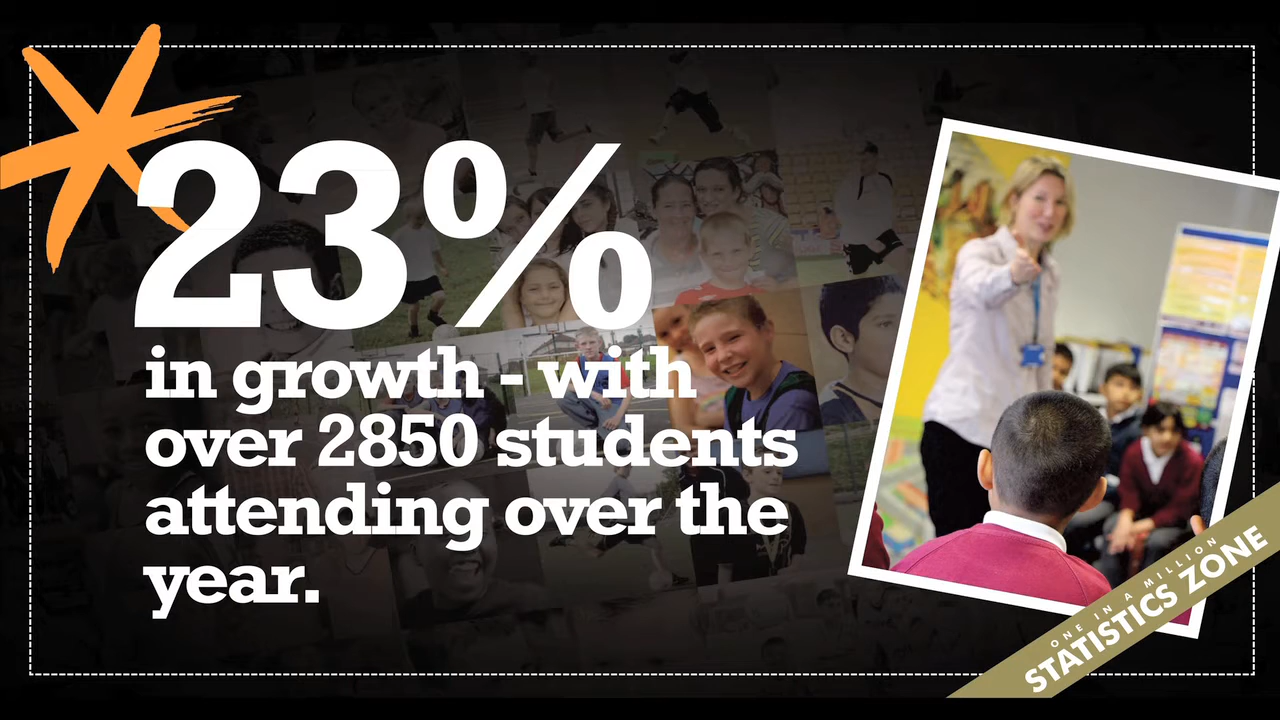 23%
in growth - with
over 2850 students
attending over the
year.
ONE IN A MILLION
STATISTICS ZONE